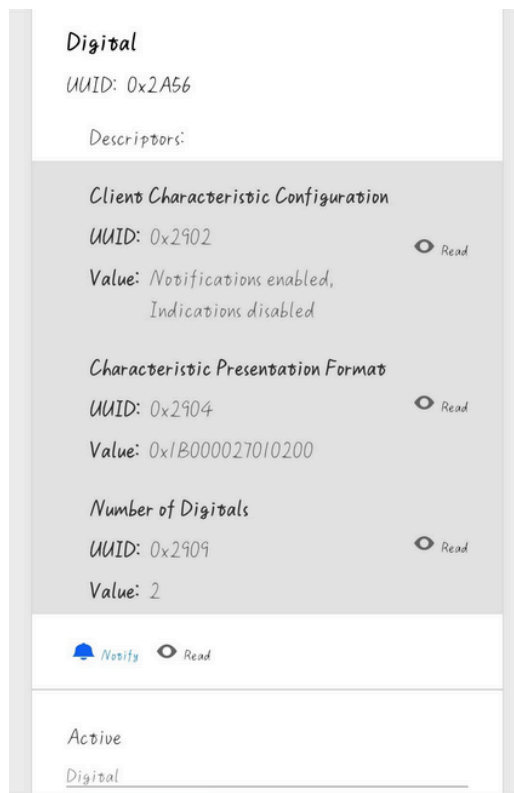 Digital
UUID: 0x2A56
Descriptors:
Client Characteristic Configuration
UUID: 0x2902
Read
Value: Notifications enabled,
Indications disabled
Characteristic Presentation Format
UUID: 0x2904
Read
Value: 0x1B000027010200
Number of Digitals
UUID: 0x2909
Read
Value: 2
Notify Read
Active
Digital